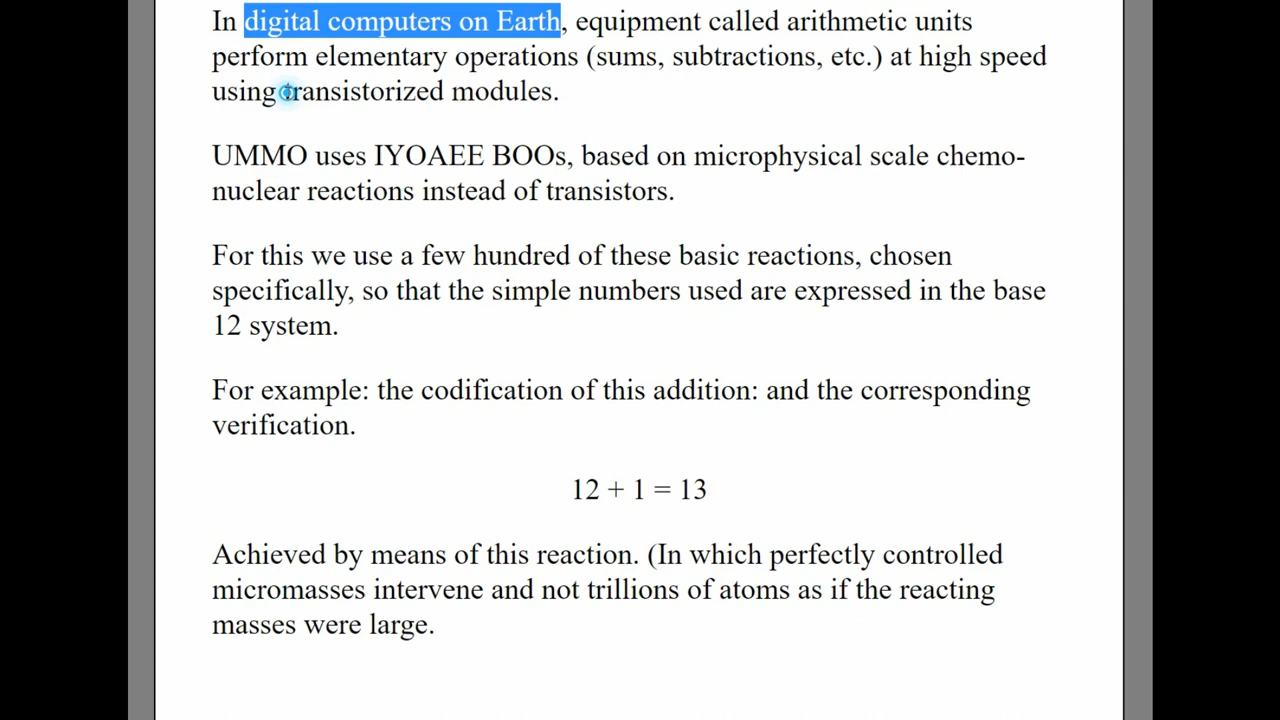 In digital computers on Earth, equipment called arithmetic units
perform elementary operations (sums, subtractions, etc.) at high speed
using transistorized modules.
UMMO uses IYOAEE BOOs, based on microphysical scale chemo-
nuclear reactions instead of transistors.
For this we use a few hundred of these basic reactions, chosen
specifically, so that the simple numbers used are expressed in the base
12 system.
For example: the codification of this addition: and the corresponding
verification.
12 + 1 = 13
Achieved by means of this reaction. (In which perfectly controlled
micromasses intervene and not trillions of atoms as if the reacting
masses were large.